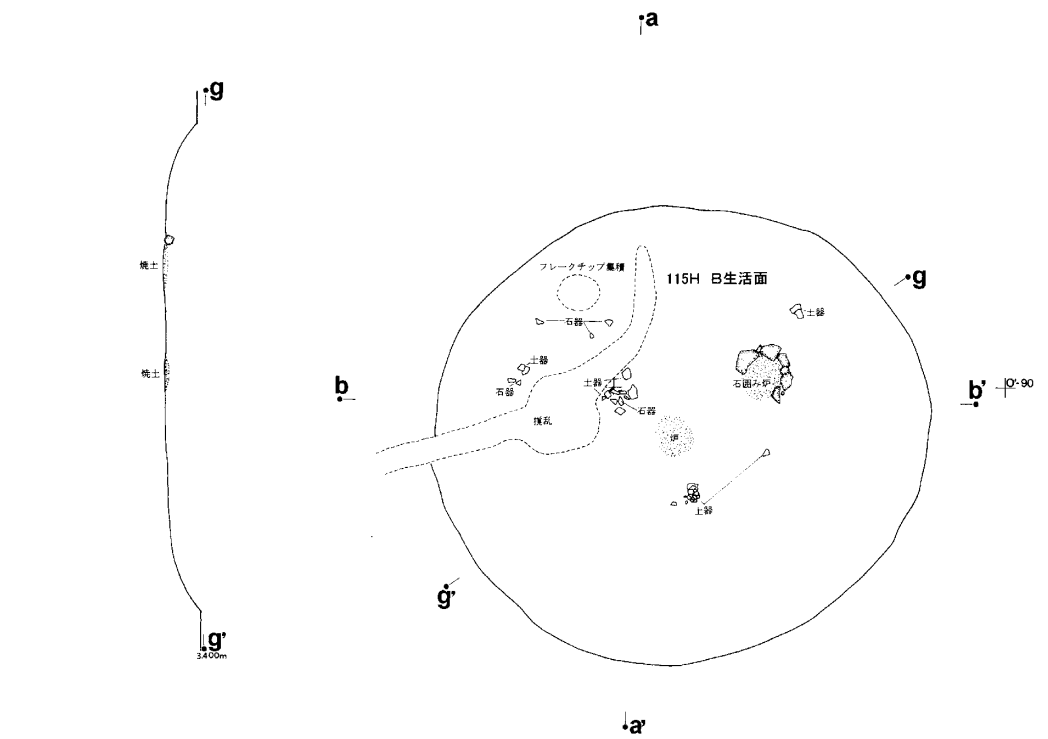 a
g
焼土
焼土
g'
3.400m
フレークチップ集積
115H B生活面
g
土器
石器
土器
石器
石囲み炉
土器
石器
b
b'
O'-90
撹乱
炉
土器
g'
a'